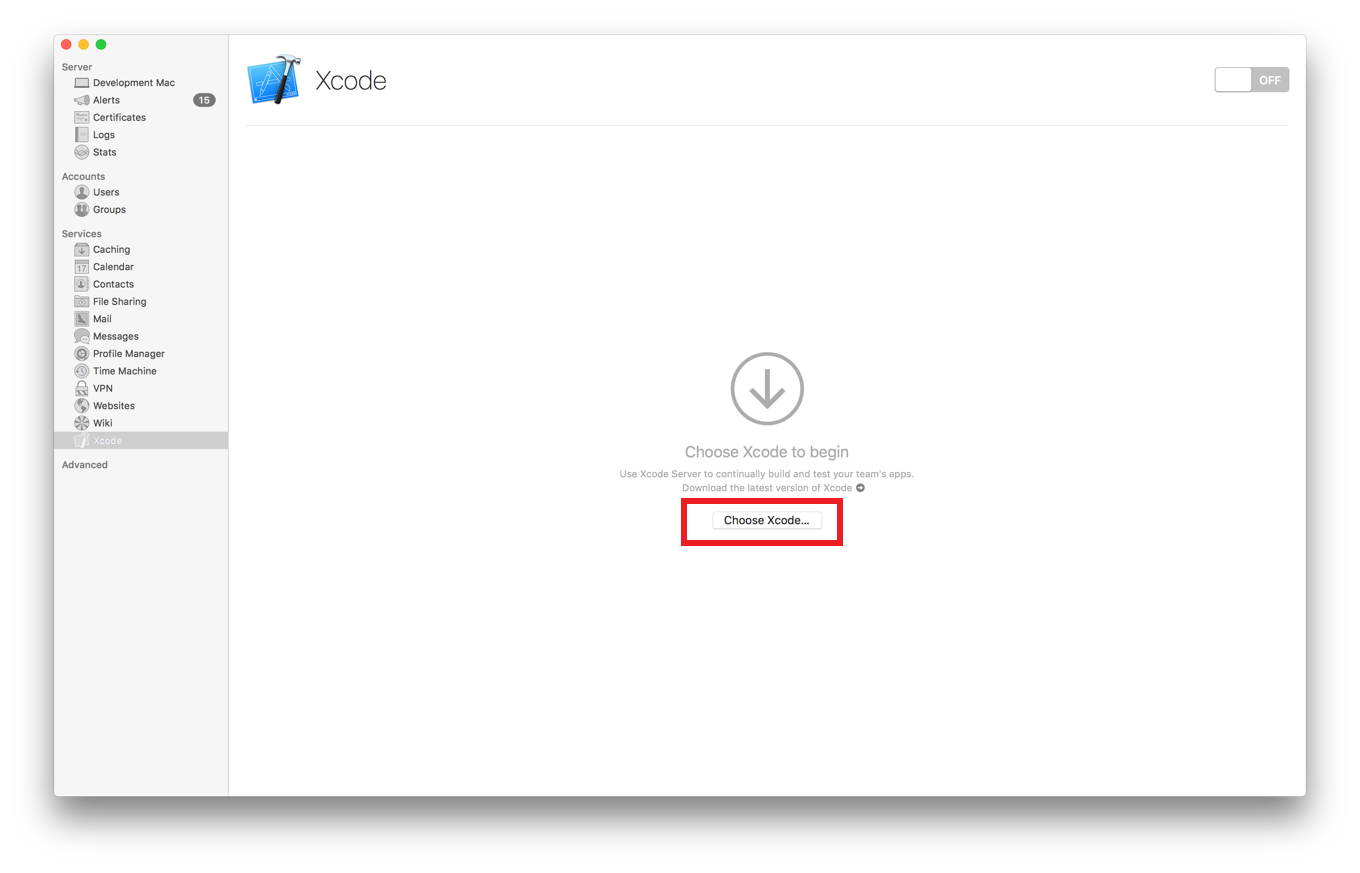 Server
Development Mac
Alerts 15
Certificates
Logs
Stats
Accounts
Users
Groups
Services
Caching
17 Calendar
Contacts
File Sharing
Mail
Messages
Profile Manager
Time Machine
VPN
Websites
Wiki
Xcode
Advanced
Xcode
OFF
Choose Xcode to begin
Use Xcode Server to continually build and test your team's apps.
Download the latest version of Xcode
Choose Xcode...